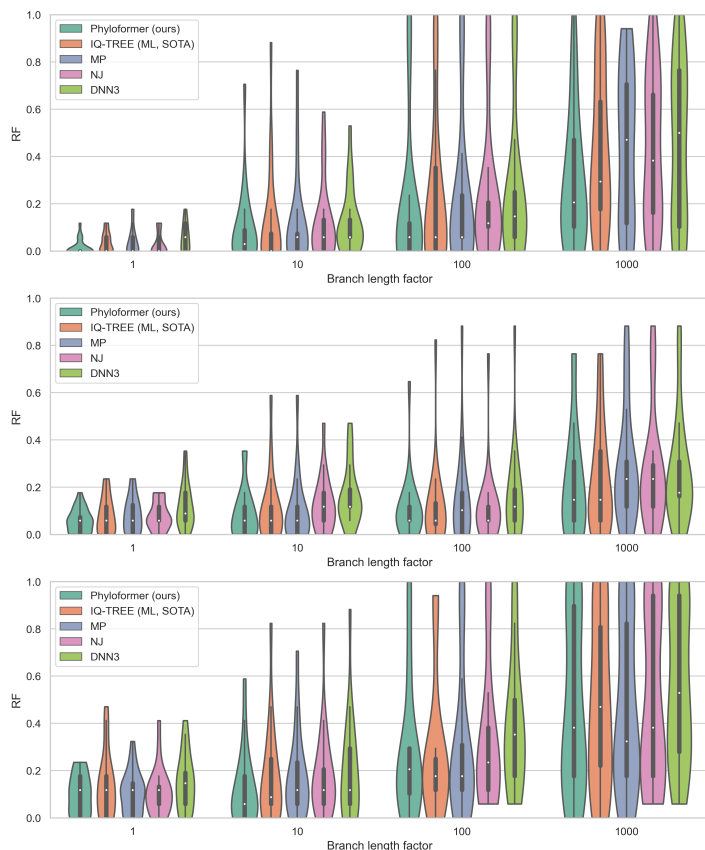 1.0
0.8
0.6
0.4
0.2
0.0
RF
Phyloformer (ours)
IQ-TREE (ML, SOTA)
MP
NJ
DNN3
1 10 100 1000
Branch length factor
1.0
0.8
0.6
0.4
0.2
0.0
RF
Phyloformer (ours)
IQ-TREE (ML, SOTA)
MP
NJ
DNN3
1 10 100 1000
Branch length factor
1.0
0.8
0.6
0.4
0.2
0.0
RF
Phyloformer (ours)
IQ-TREE (ML, SOTA)
MP
NJ
DNN3
1 10 100 1000
Branch length factor